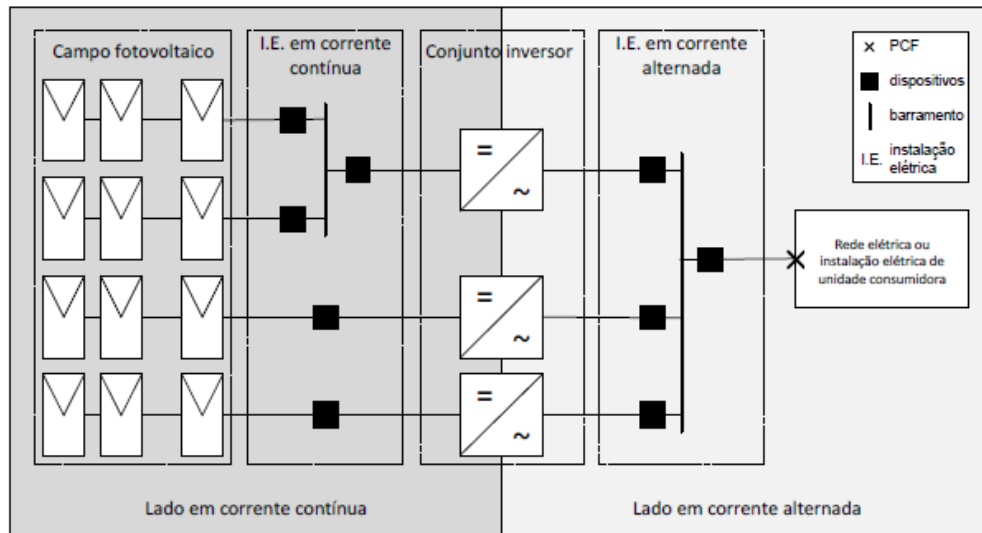 Campo fotovoltaico
I.E. em corrente
contínua
Conjunto inversor
I.E. em corrente
alternada
PCF
dispositivos
barramento
I.E. instalação
elétrica
=
~
=
~
=
~
Rede elétrica ou
instalação elétrica de
unidade consumidora
Lado em corrente contínua
Lado em corrente alternada